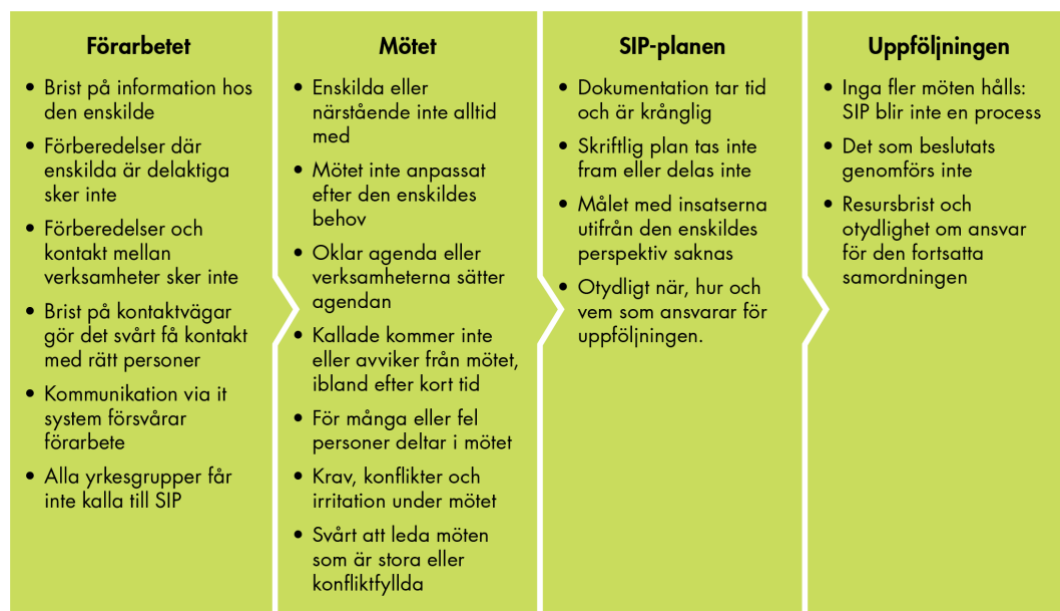 Förarbetet
• Brist på information hos
den enskilde
• Förberedelser där
enskilda är delaktiga
sker inte
• Förberedelser och
kontakt mellan
verksamheter sker inte
• Brist på kontaktvägar
gör det svårt få kontakt
med rätt personer
• Kommunikation via it
system försvårar
förarbete
• Alla yrkesgrupper får
inte kalla till SIP
Mötet
• Enskilda eller
närstående inte alltid
med
• Mötet inte anpassat
efter den enskildes
behov
• Oklar agenda eller
verksamheterna sätter
agendan
• Kallade kommer inte
eller avviker från mötet,
ibland efter kort tid
• För många eller fel
personer deltar i mötet
• Krav, konflikter och
irritation under mötet
• Svårt att leda möten
som är stora eller
konfliktfyllda
SIP-planen
• Dokumentation tar tid
och är krånglig
• Skriftlig plan tas inte
fram eller delas inte
• Målet med insatserna
utifrån den enskildes
perspektiv saknas
• Otydligt när, hur och
vem som ansvarar för
uppföljningen.
Uppföljningen
• Inga fler möten hålls:
SIP blir inte en process
• Det som beslutats
genomförs inte
• Resursbrist och
otydlighet om ansvar
för den fortsatta
samordningen